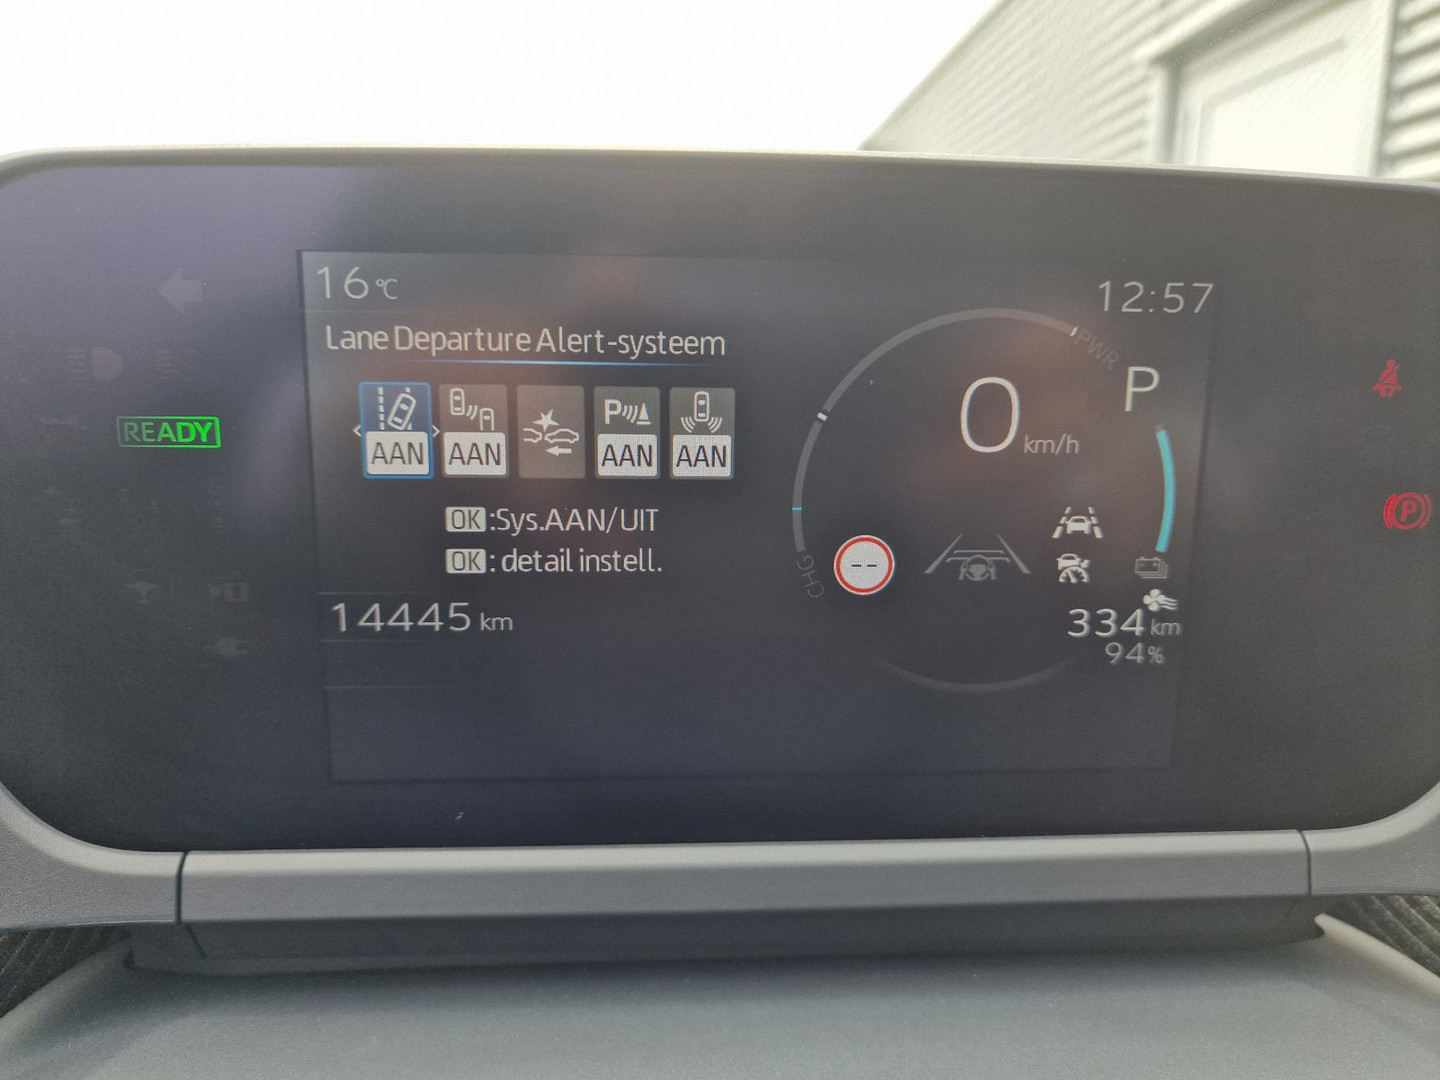 16 °C
12:57
Lane Departure Alert-systeem
PWR
P
READY
AAN AAN P AAN AAN
0 km/h
OK:Sys.AAN/UIT
OK: detail instell.
P
CHG
--
14445 km
334 km
94%